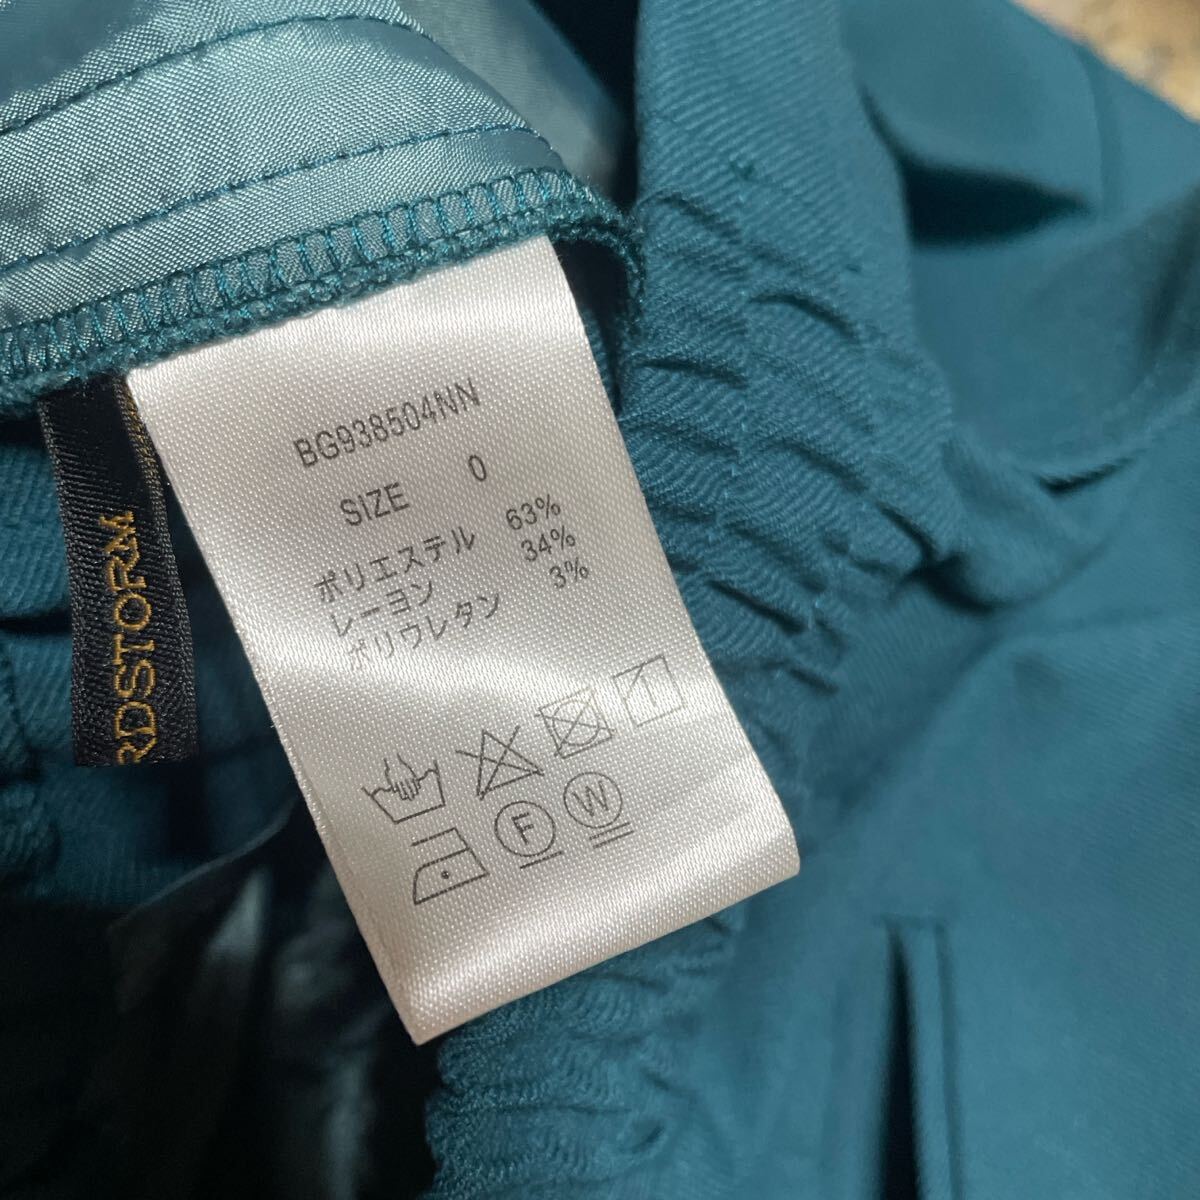 BG938504NN
SIZE 0
ポリエステル 63%
レーヨン 34%
ポリウレタン 3%
F
W
RDSTORM